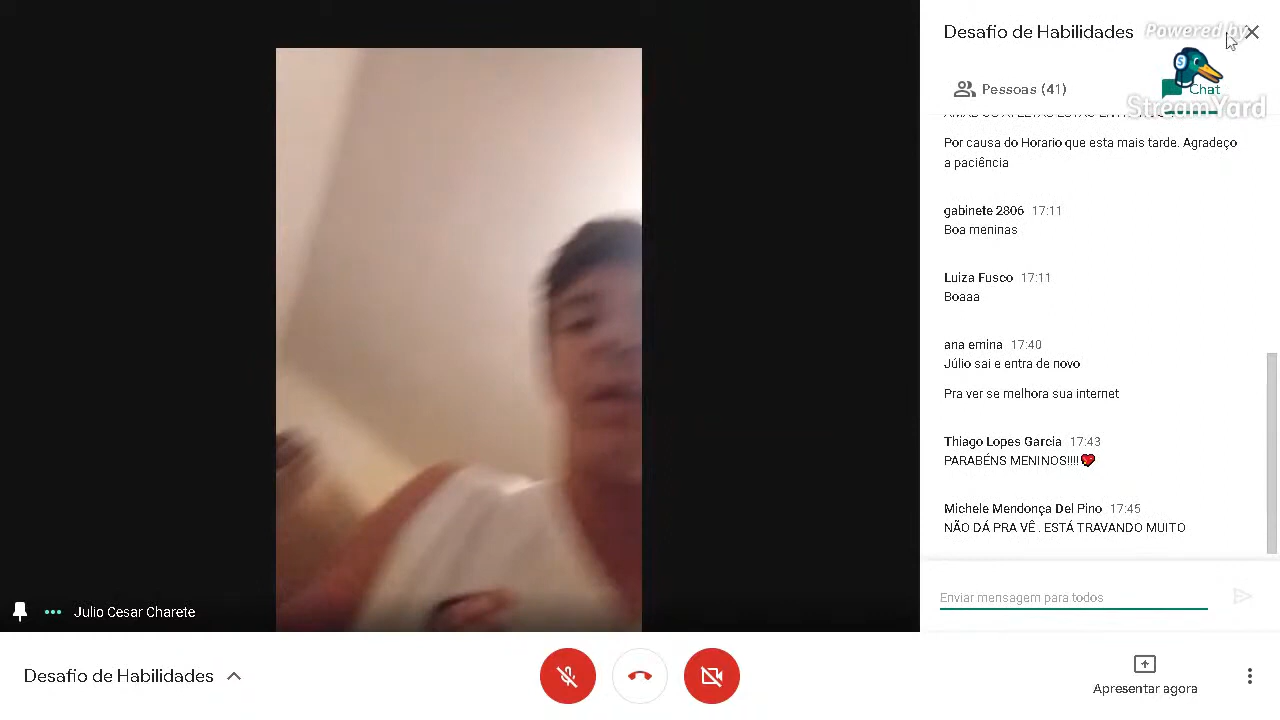 Desafio de Habilidades
Powered by
Pessoas (41)
Chat
StreamYard
Por causa do Horario que esta mais tarde. Agradeço
a paciência
gabinete 2806 17:11
Boa meninas
Luiza Fusco 17:11
Boaaa
ana emina 17:40
Júlio sai e entra de novo
Pra ver se melhora sua internet
Thiago Lopes Garcia 17:43
PARABÉNS MENINOS!!!!💖
Michele Mendonça Del Pino 17:45
NÃO DÁ PRA VÊ . ESTÁ TRAVANDO MUITO
Enviar mensagem para todos
Julio Cesar Charete
Desafio de Habilidades
Apresentar agora